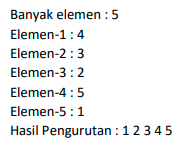 Banyak elemen : 5
Elemen-1 : 4
Elemen-2 : 3
Elemen-3 : 2
Elemen-4 : 5
Elemen-5 : 1
Hasil Pengurutan : 1 2 3 4 5